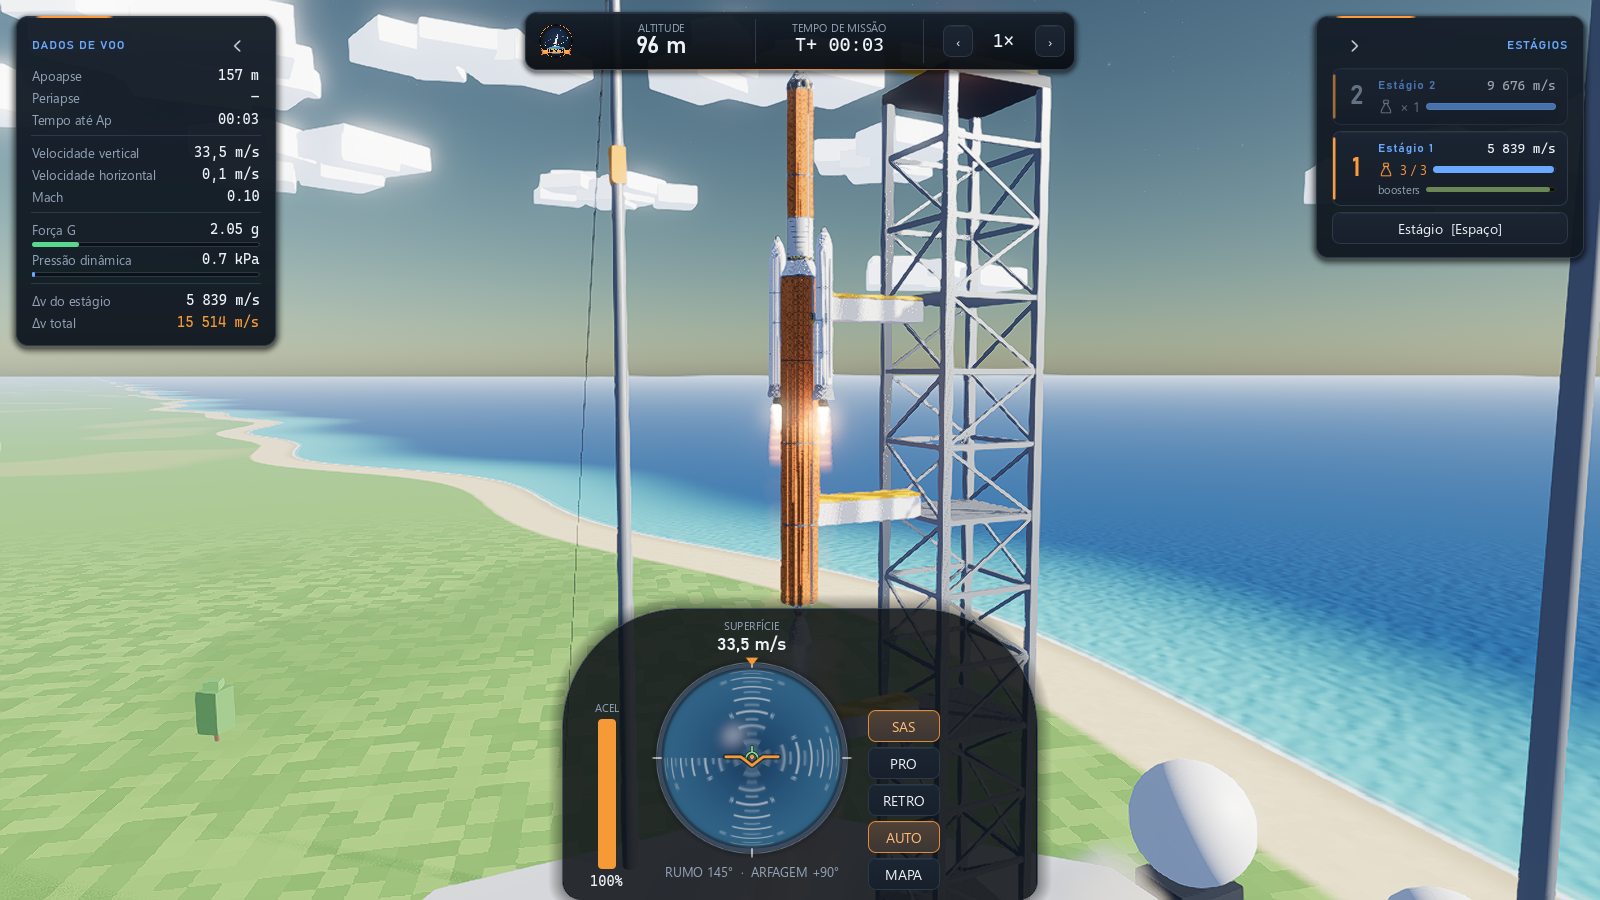 DADOS DE VOO
Apoapse 157 m
Periapse –
Tempo até Ap 00:03
Velocidade vertical 33,5 m/s
Velocidade horizontal 0,1 m/s
Mach 0.10
Força G 2.05 g
Pressão dinâmica 0.7 kPa
Δv do estágio 5 839 m/s
Δv total 15 514 m/s
ALTITUDE
96 m
TEMPO DE MISSÃO
T+ 00:03
‹ 1× ›
ESTÁGIOS
2 Estágio 2 9 676 m/s
× 1
1 Estágio 1 5 839 m/s
3 / 3
boosters
Estágio [Espaço]
SUPERFÍCIE
33,5 m/s
ACEL
100%
SAS
PRO
RETRO
AUTO
MAPA
RUMO 145° · ARFAGEM +90°